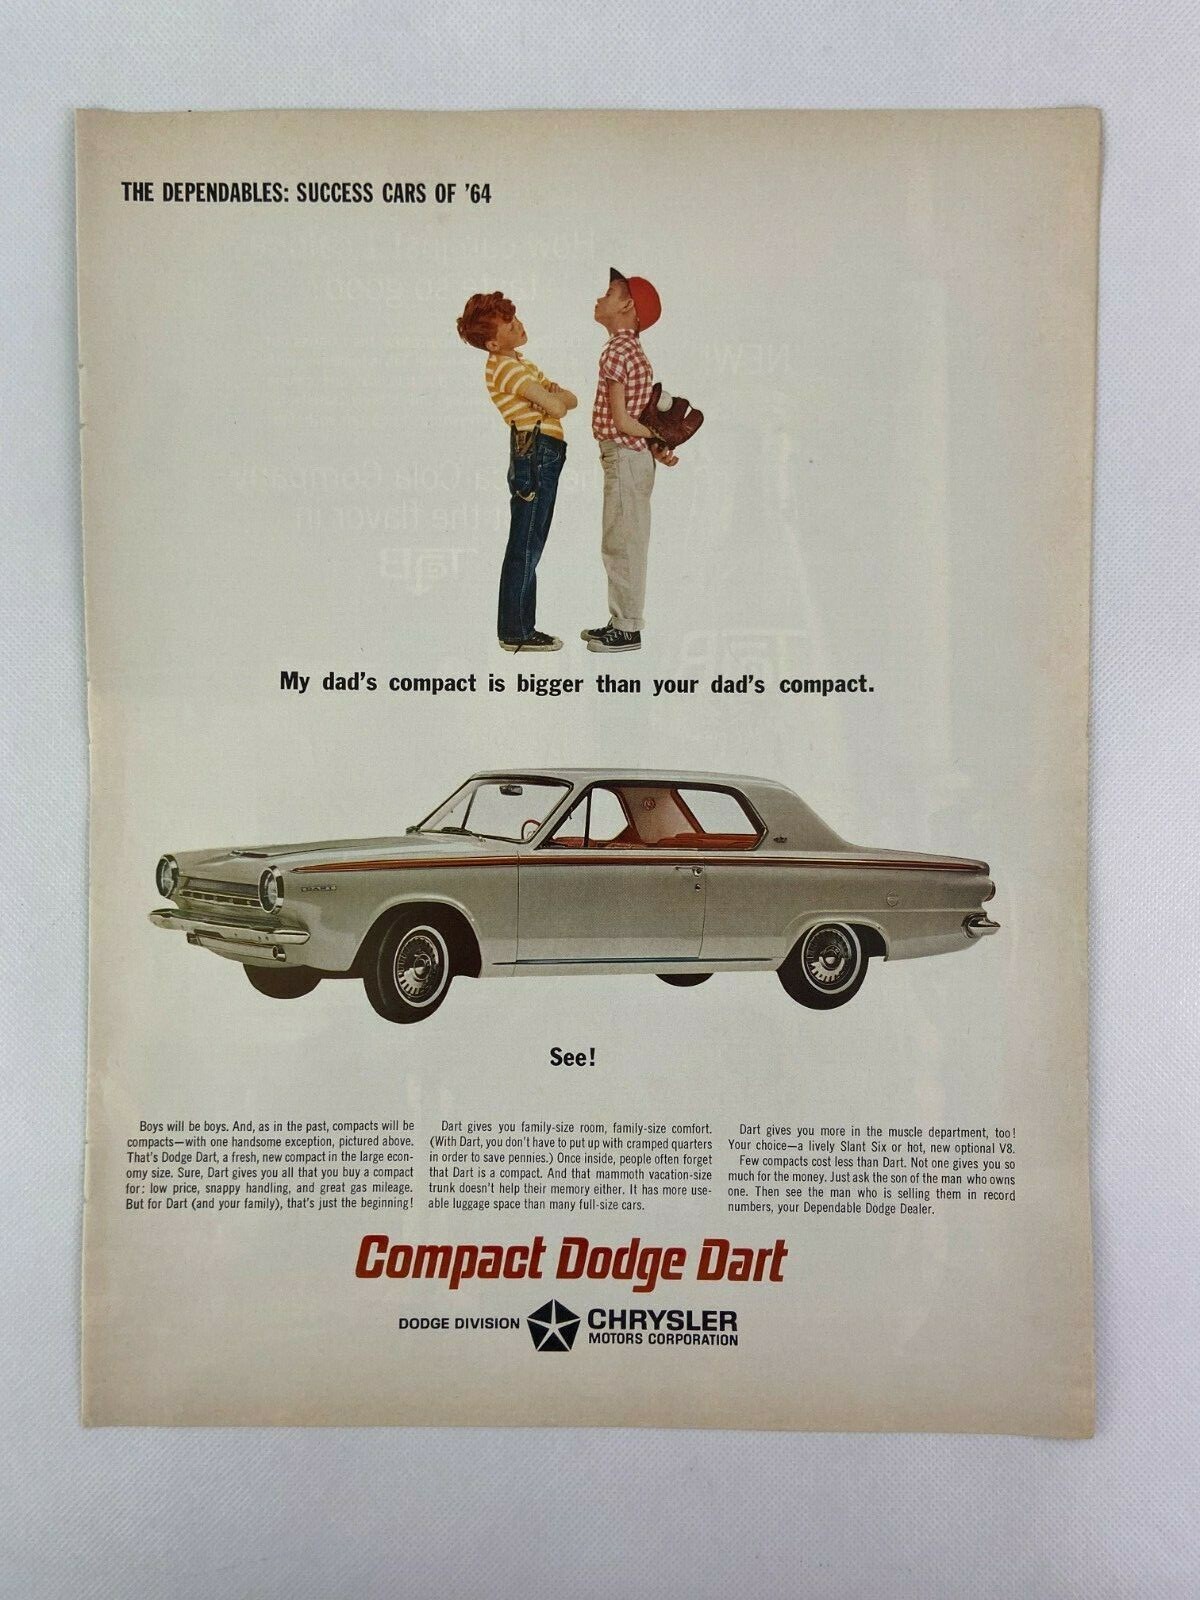 THE DEPENDABLES: SUCCESS CARS OF '64
My dad's compact is bigger than your dad's compact.
See!
Boys will be boys. And, as in the past, compacts will be
compacts—with one handsome exception, pictured above.
That's Dodge Dart, a fresh, new compact in the large econ-
omy size. Sure, Dart gives you all that you buy a compact
for: low price, snappy handling, and great gas mileage.
But for Dart (and your family), that's just the beginning!
Dart gives you family-size room, family-size comfort.
(With Dart, you don't have to put up with cramped quarters
in order to save pennies.) Once inside, people often forget
that Dart is a compact. And that mammoth vacation-size
trunk doesn't help their memory either. It has more use-
able luggage space than many full-size cars.
Dart gives you more in the muscle department, too!
Your choice—a lively Slant Six or hot, new optional V8.
Few compacts cost less than Dart. Not one gives you so
much for the money. Just ask the son of the man who owns
one. Then see the man who is selling them in record
numbers, your Dependable Dodge Dealer.
Compact Dodge Dart
DODGE DIVISION CHRYSLER
MOTORS CORPORATION